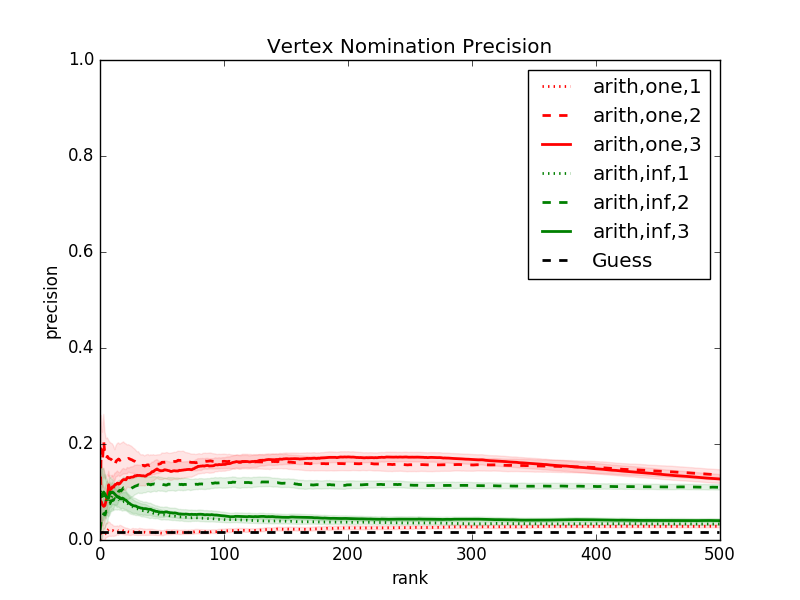 Vertex Nomination Precision
1.0
0.8
0.6
0.4
0.2
0.0
precision
arith,one,1
arith,one,2
arith,one,3
arith,inf,1
arith,inf,2
arith,inf,3
Guess
0 100 200 300 400 500
rank